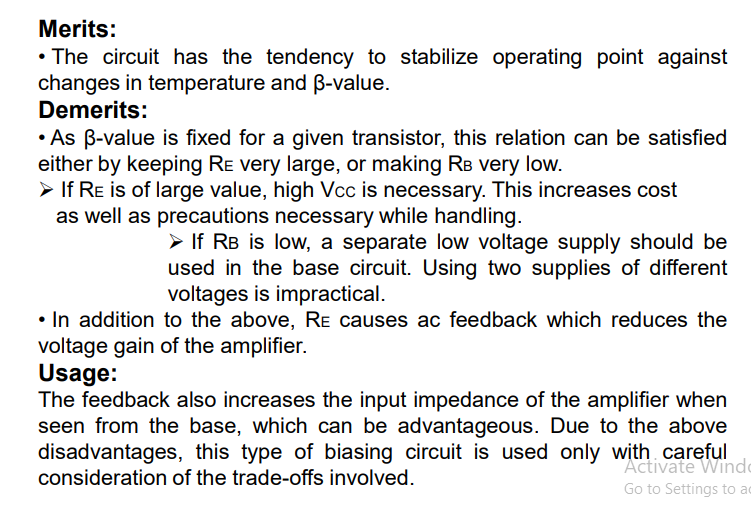 Merits:
• The circuit has the tendency to stabilize operating point against
changes in temperature and β-value.
Demerits:
• As β-value is fixed for a given transistor, this relation can be satisfied
either by keeping RE very large, or making RB very low.
➢ If RE is of large value, high VCC is necessary. This increases cost
as well as precautions necessary while handling.
➢ If RB is low, a separate low voltage supply should be
used in the base circuit. Using two supplies of different
voltages is impractical.
• In addition to the above, RE causes ac feedback which reduces the
voltage gain of the amplifier.
Usage:
The feedback also increases the input impedance of the amplifier when
seen from the base, which can be advantageous. Due to the above
disadvantages, this type of biasing circuit is used only with careful
consideration of the trade-offs involved.
Activate Windo
Go to Settings to ac